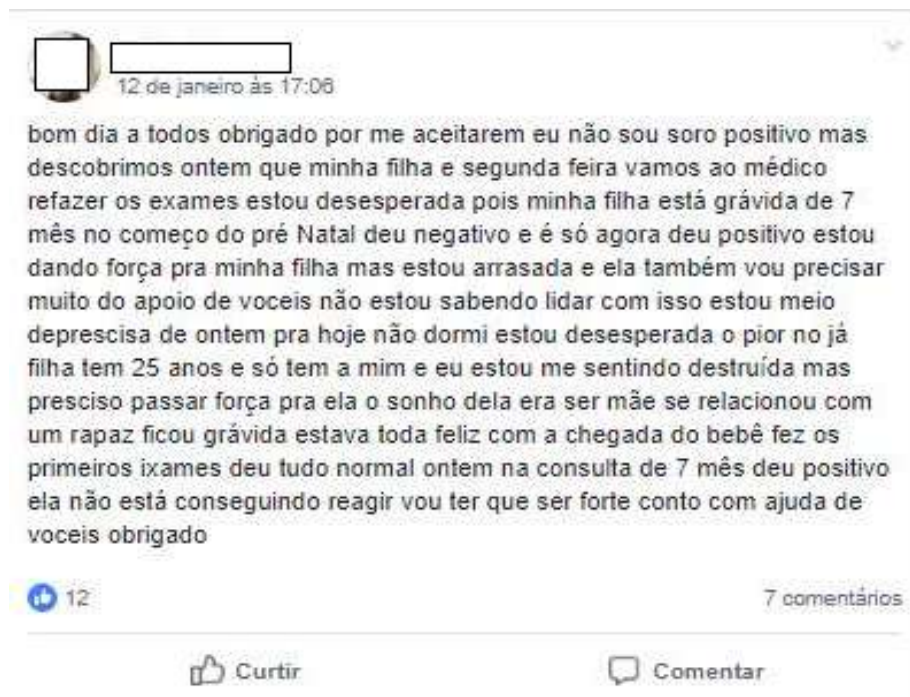 12 de janeiro às 17:06
bom dia a todos obrigado por me aceitarem eu não sou soro positivo mas
descobrimos ontem que minha filha e segunda feira vamos ao médico
refazer os exames estou desesperada pois minha filha está grávida de 7
mês no começo do pré Natal deu negativo e é só agora deu positivo estou
dando força pra minha filha mas estou arrasada e ela também vou precisar
muito do apoio de voceis não estou sabendo lidar com isso estou meio
deprescisa de ontem pra hoje não dormi estou desesperada o pior no já
filha tem 25 anos e só tem a mim e eu estou me sentindo destruída mas
presciso passar força pra ela o sonho dela era ser mãe se relacionou com
um rapaz ficou grávida estava toda feliz com a chegada do bebê fez os
primeiros ixames deu tudo normal ontem na consulta de 7 mês deu positivo
ela não está conseguindo reagir vou ter que ser forte conto com ajuda de
voceis obrigado
12 7 comentários
Curtir Comentar